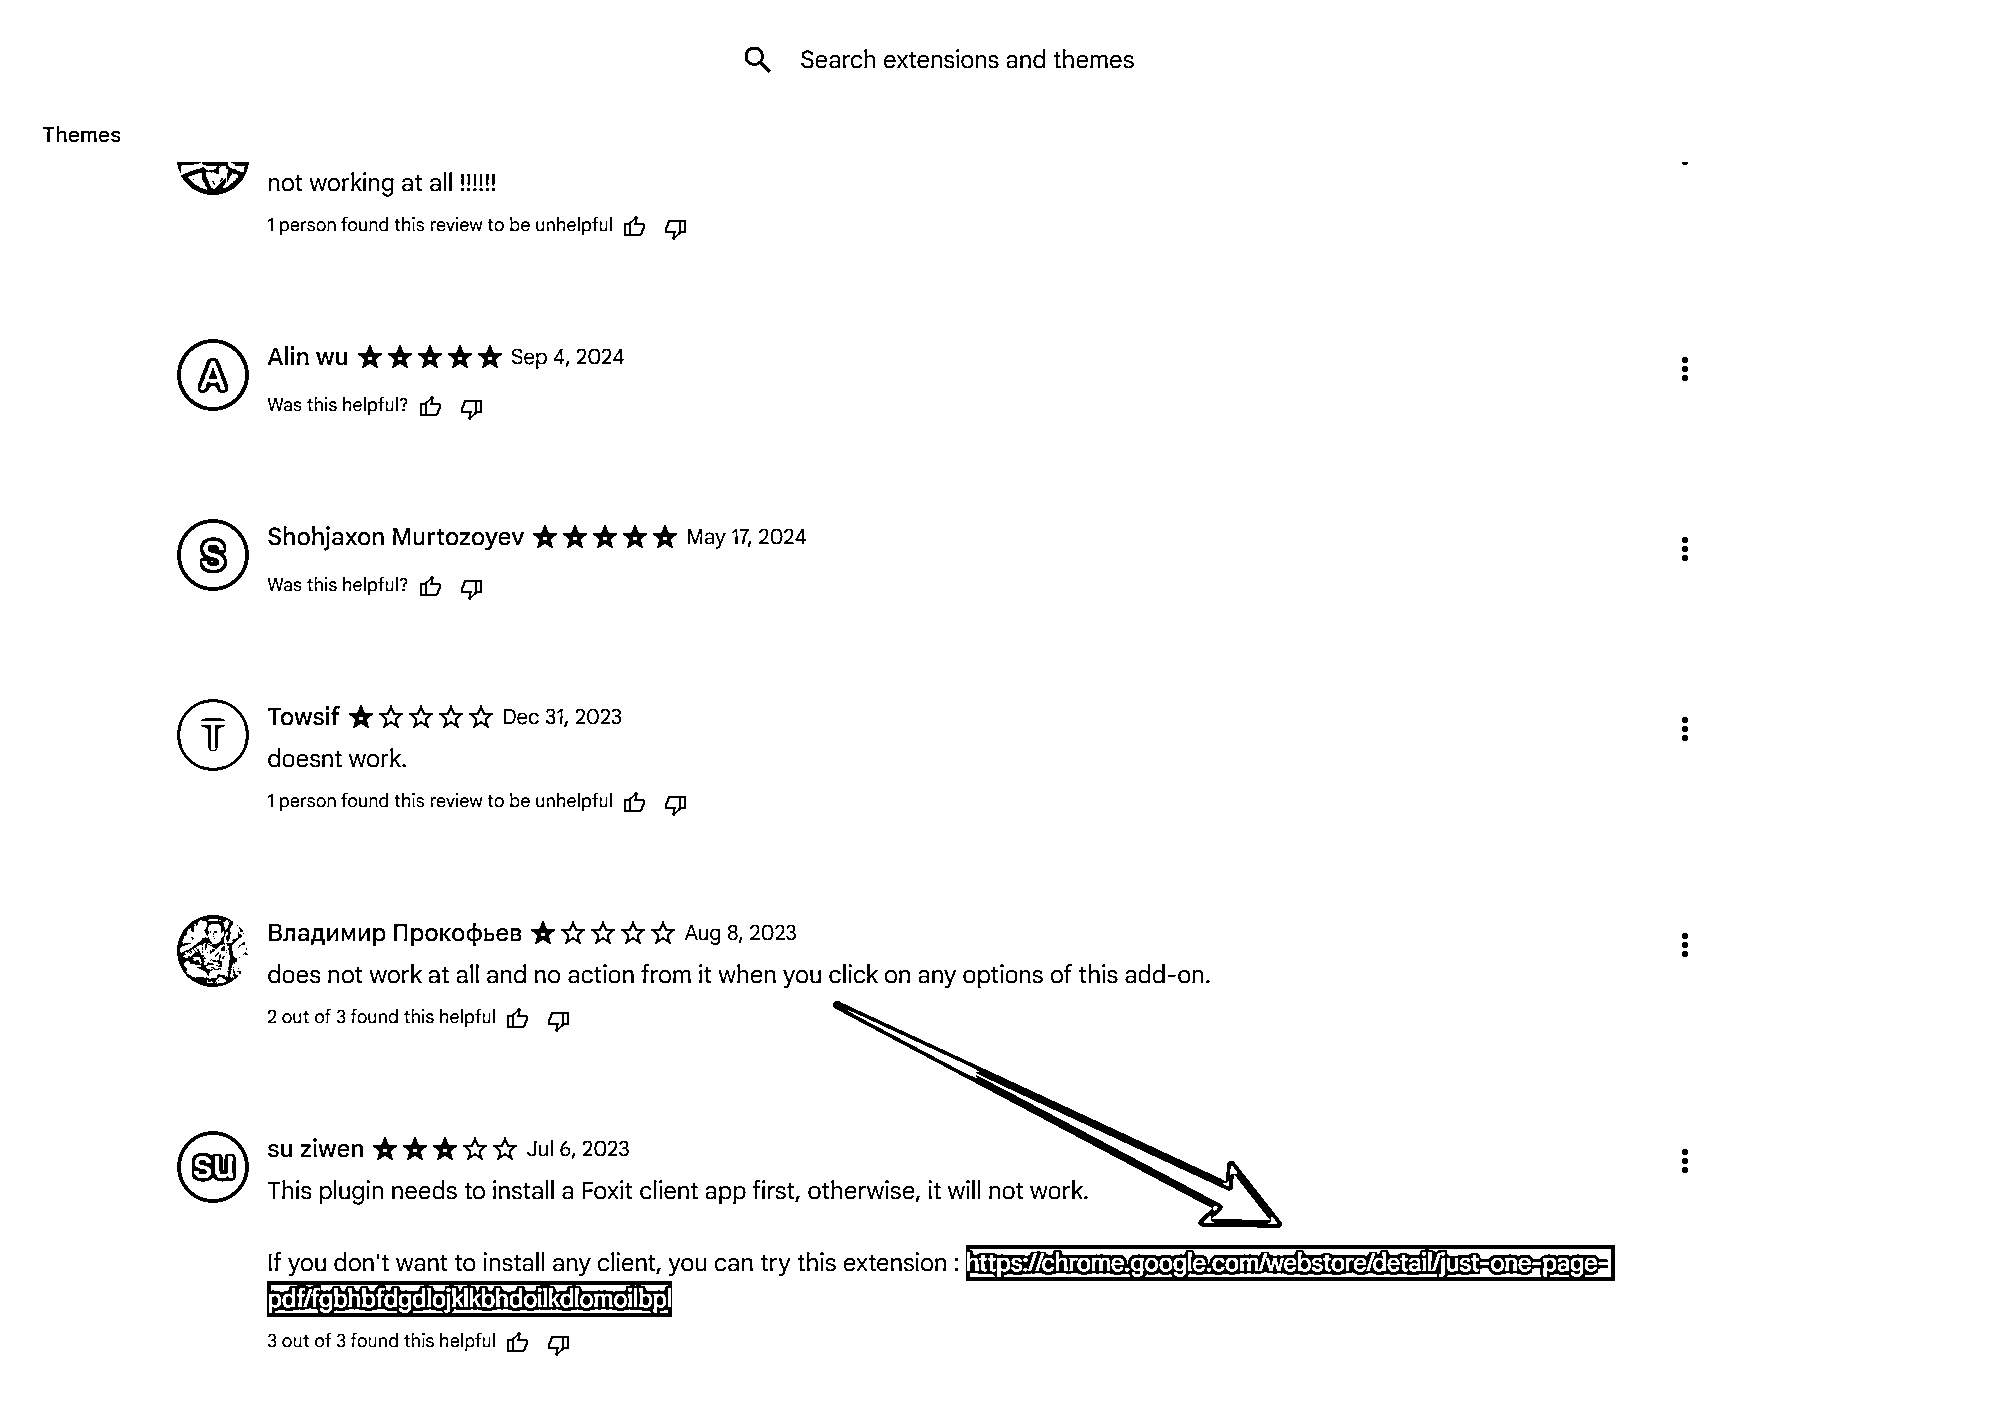 Search extensions and themes
Themes
not working at all !!!!!!
1 person found this review to be unhelpful
A
Alin wu Sep 4, 2024
Was this helpful?
S
Shohjaxon Murtozoyev May 17, 2024
Was this helpful?
T
Towsif Dec 31, 2023
doesnt work.
1 person found this review to be unhelpful
Владимир Прокофьев Aug 8, 2023
does not work at all and no action from it when you click on any options of this add-on.
2 out of 3 found this helpful
su
su ziwen Jul 6, 2023
This plugin needs to install a Foxit client app first, otherwise, it will not work.
If you don't want to install any client, you can try this extension : https://chrome.google.com/webstore/detail/just-one-page-
pdf/fgbhbfdgdlojklkbhdoilkdlomoilbpl
3 out of 3 found this helpful